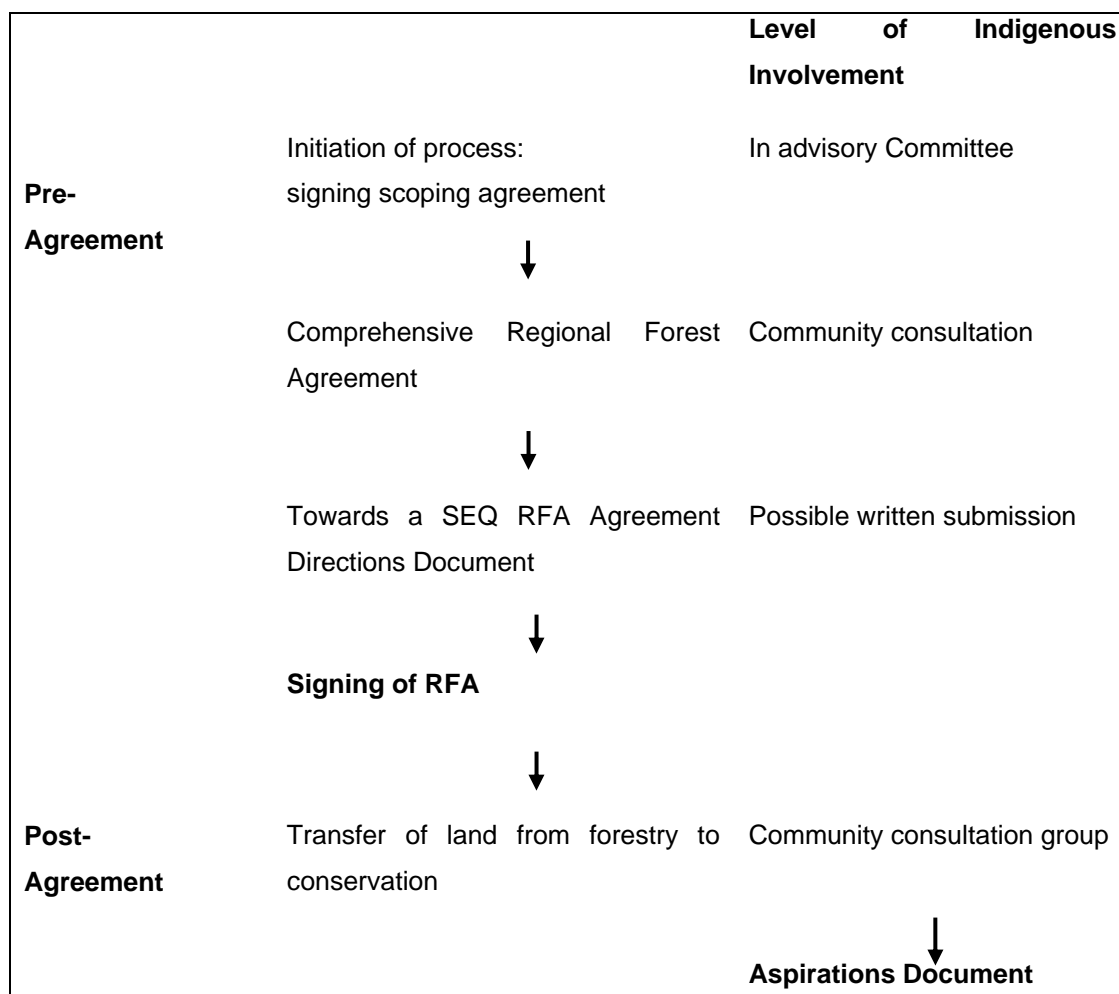 Level of Indigenous
Involvement
Initiation of process:
In advisory Committee
Pre-
signing scoping agreement
Agreement
Comprehensive Regional Forest
Community consultation
Agreement
Towards a SEQ RFA Agreement
Possible written submission
Directions Document
Signing of RFA
Post-
Transfer of land from forestry to
Community consultation group
Agreement
conservation
Aspirations Document